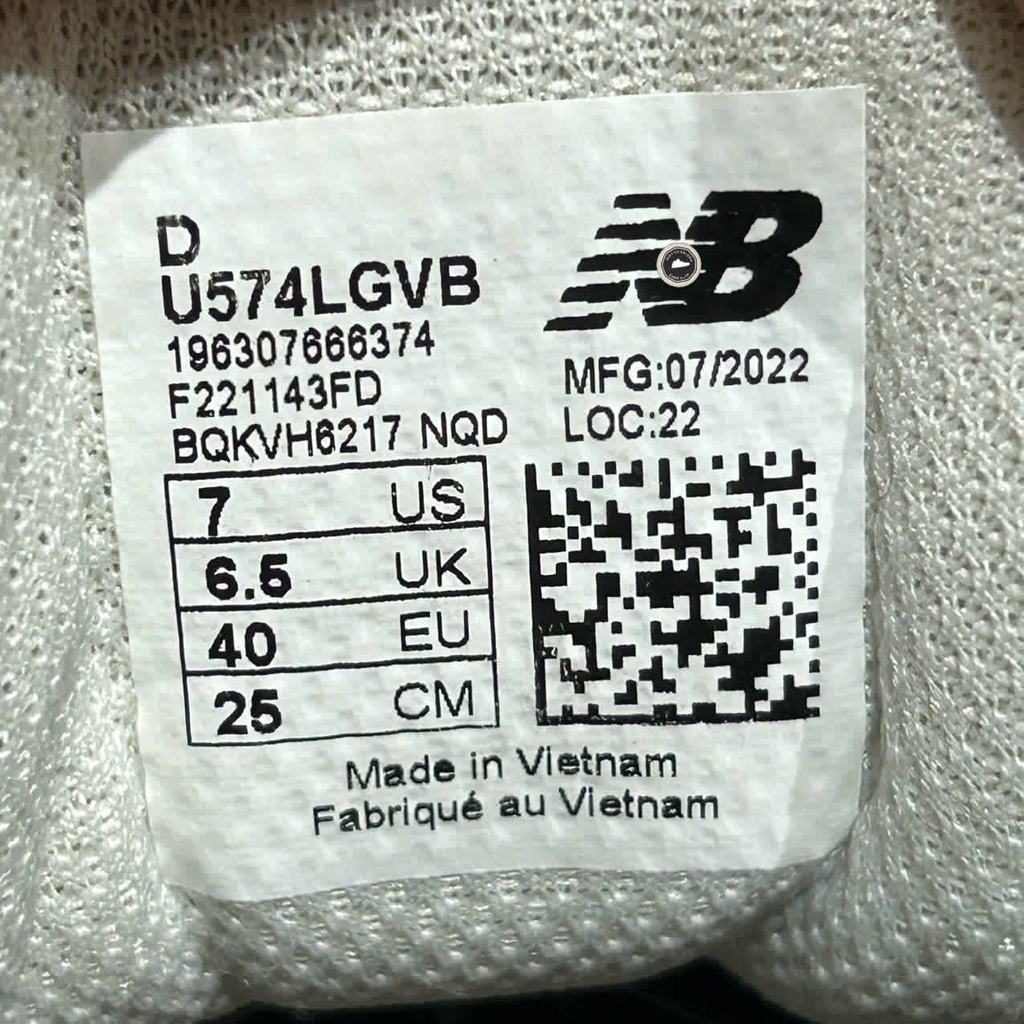 D
U574LGVB
196307666374
F221143FD
BQKVH6217 NQD
NB
MFG:07/2022
LOC:22
7 US
6.5 UK
40 EU
25 CM
Made in Vietnam
Fabriqué au Vietnam